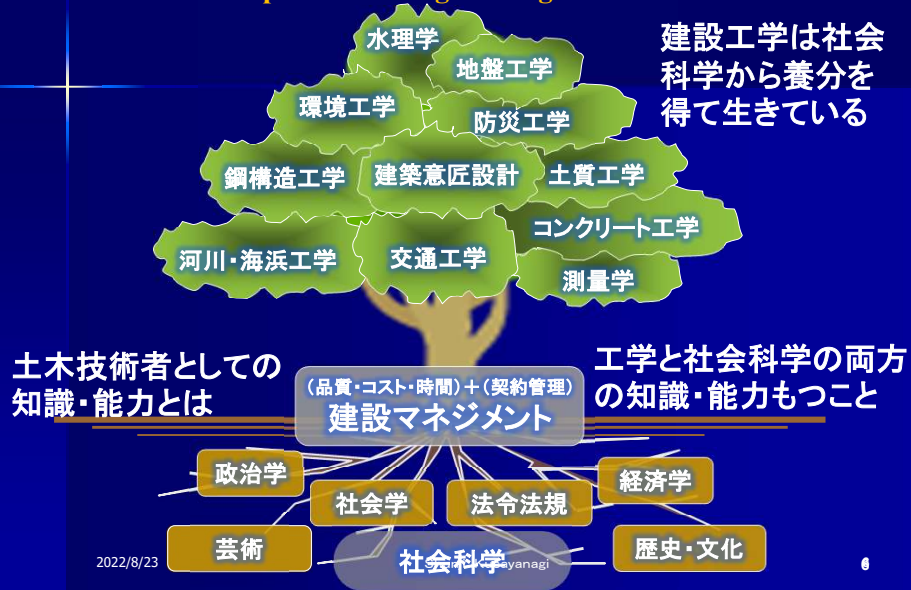 水理学
地盤工学
環境工学
防災工学
鋼構造工学
建築意匠設計
土質工学
コンクリート工学
河川・海浜工学
交通工学
測量学
建設工学は社会
科学から養分を
得て生きている
土木技術者としての
知識・能力とは
工学と社会科学の両方
の知識・能力もつこと
（品質・コスト・時間）＋（契約管理）
建設マネジメント
政治学
社会学
法令法規
経済学
芸術
社会科学
歴史・文化
2022/8/23